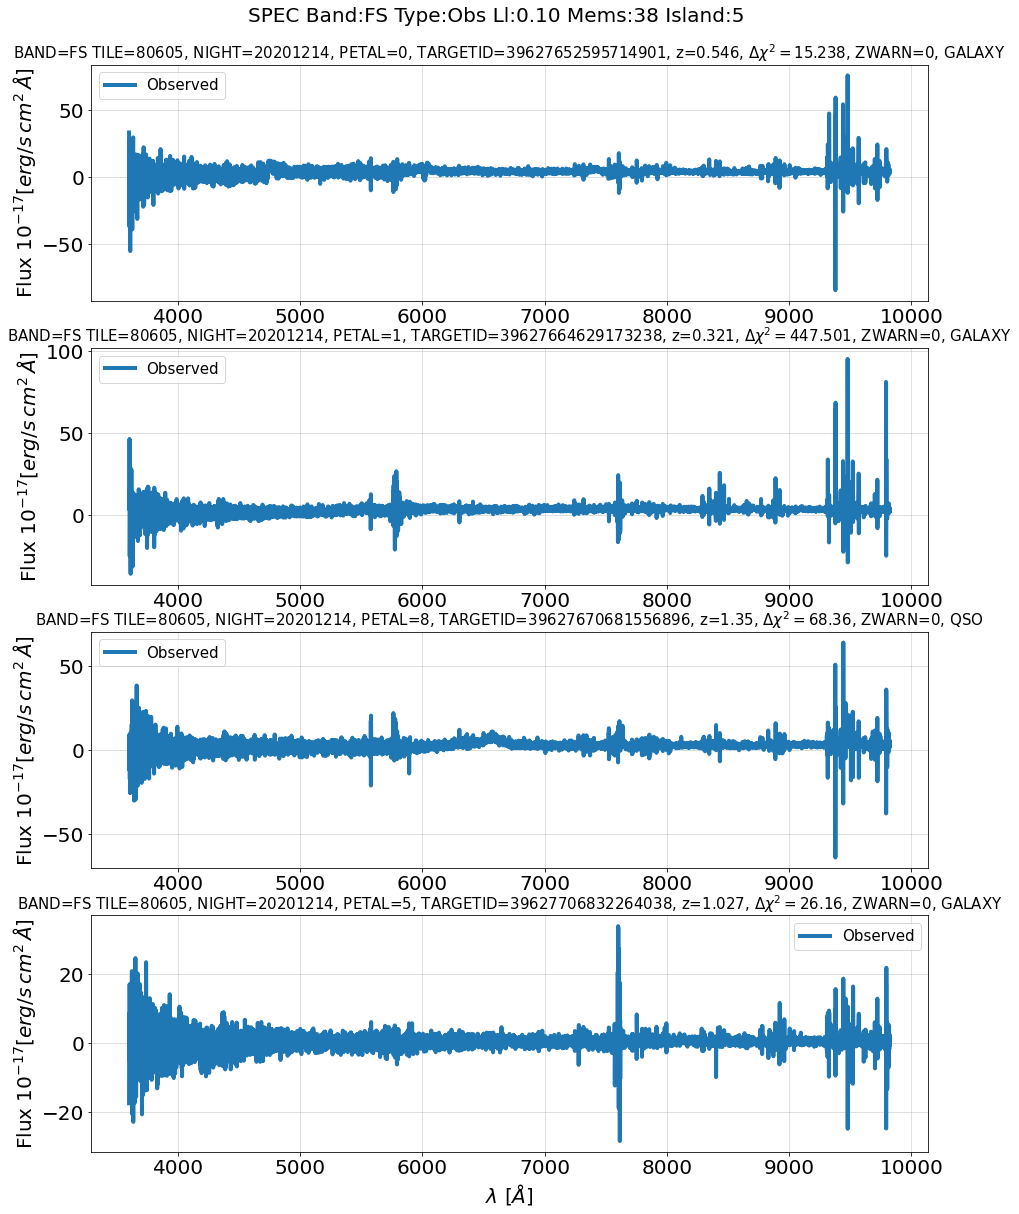 SPEC Band:FS Type:Obs Ll:0.10 Mems:38 Island:5
BAND=FS TILE=80605, NIGHT=20201214, PETAL=0, TARGETID=39627652595714901, z=0.546, Δχ² = 15.238, ZWARN=0, GALAXY
Observed
Flux 10⁻¹⁷[erg/s cm² Å]
50
0
−50
4000 5000 6000 7000 8000 9000 10000
BAND=FS TILE=80605, NIGHT=20201214, PETAL=1, TARGETID=39627664629173238, z=0.321, Δχ² = 447.501, ZWARN=0, GALAXY
Observed
Flux 10⁻¹⁷[erg/s cm² Å]
100
50
0
4000 5000 6000 7000 8000 9000 10000
BAND=FS TILE=80605, NIGHT=20201214, PETAL=8, TARGETID=39627670681556896, z=1.35, Δχ² = 68.36, ZWARN=0, QSO
Observed
Flux 10⁻¹⁷[erg/s cm² Å]
50
0
−50
4000 5000 6000 7000 8000 9000 10000
BAND=FS TILE=80605, NIGHT=20201214, PETAL=5, TARGETID=39627706832264038, z=1.027, Δχ² = 26.16, ZWARN=0, GALAXY
Observed
Flux 10⁻¹⁷[erg/s cm² Å]
20
0
−20
4000 5000 6000 7000 8000 9000 10000
λ [Å]